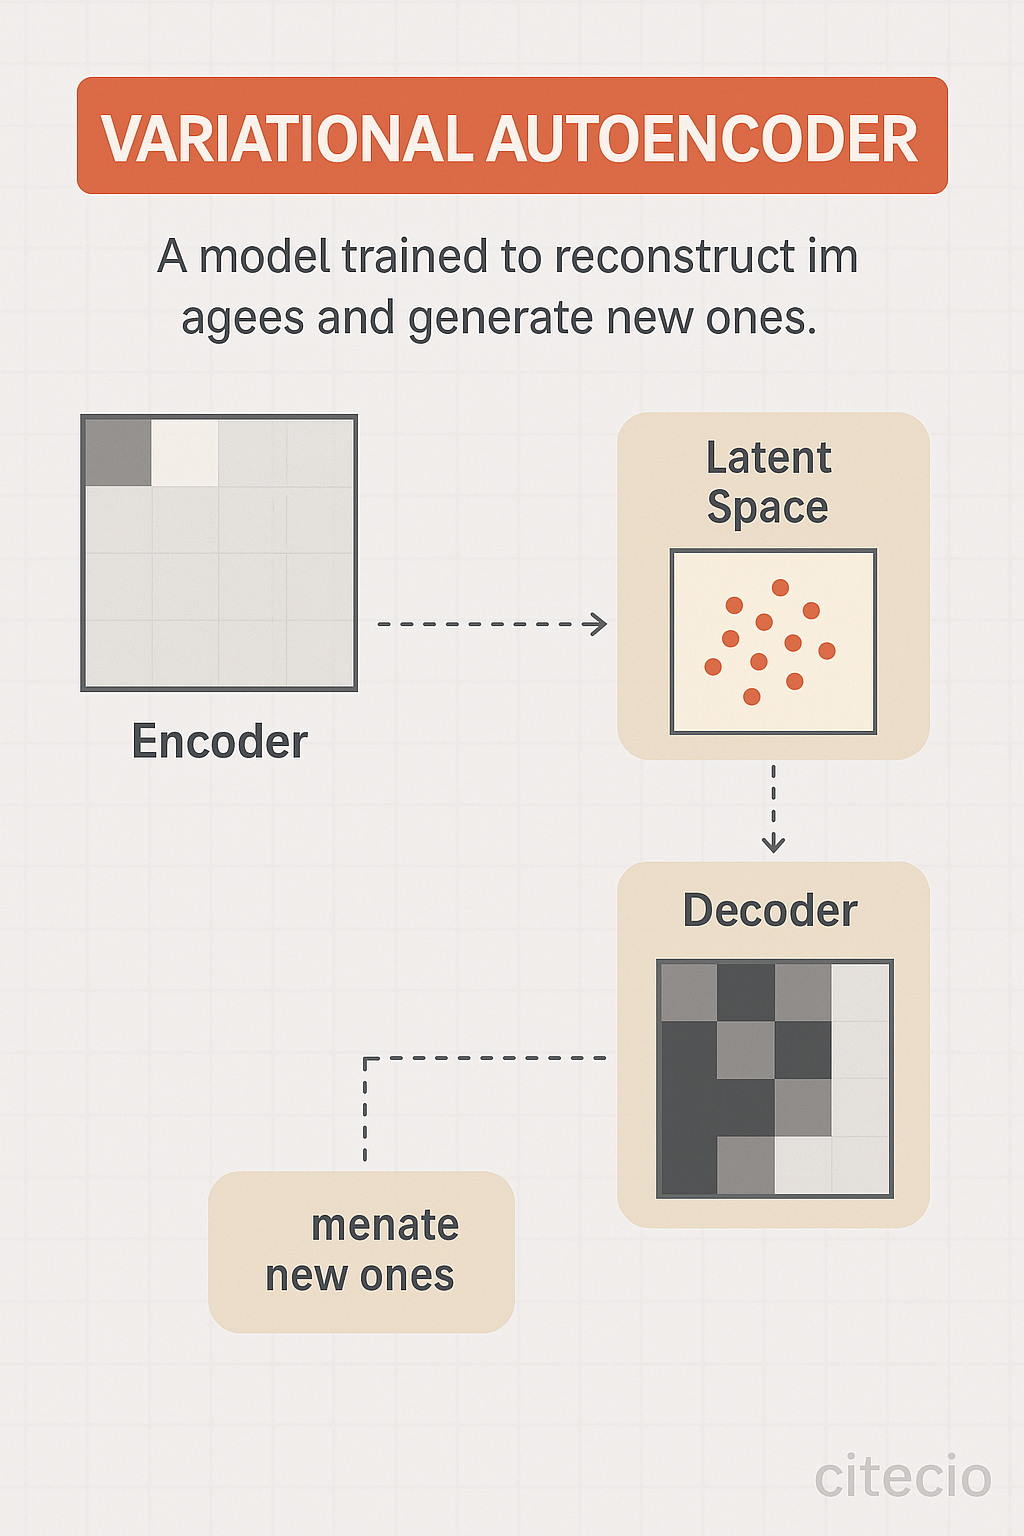 VARIATIONAL AUTOENCODER
A model trained to reconstruct im
agees and generate new ones.
Latent
Space
Encoder
Decoder
menate
new ones
citecio